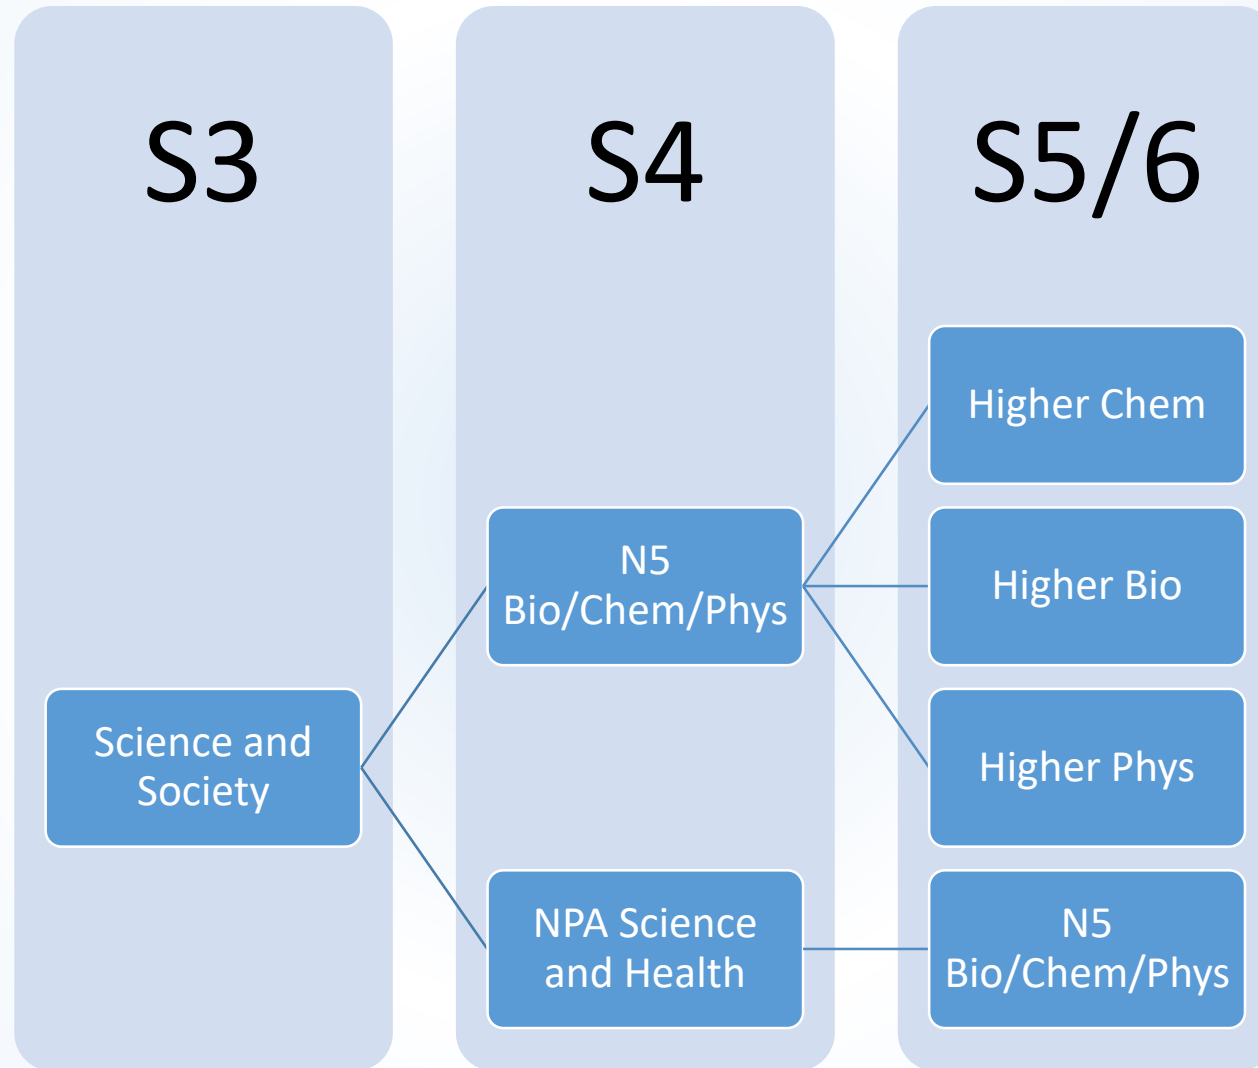 S3
S4
S5/6
Science and
Society
N5
Bio/Chem/Phys
NPA Science
and Health
Higher Chem
Higher Bio
Higher Phys
N5
Bio/Chem/Phys